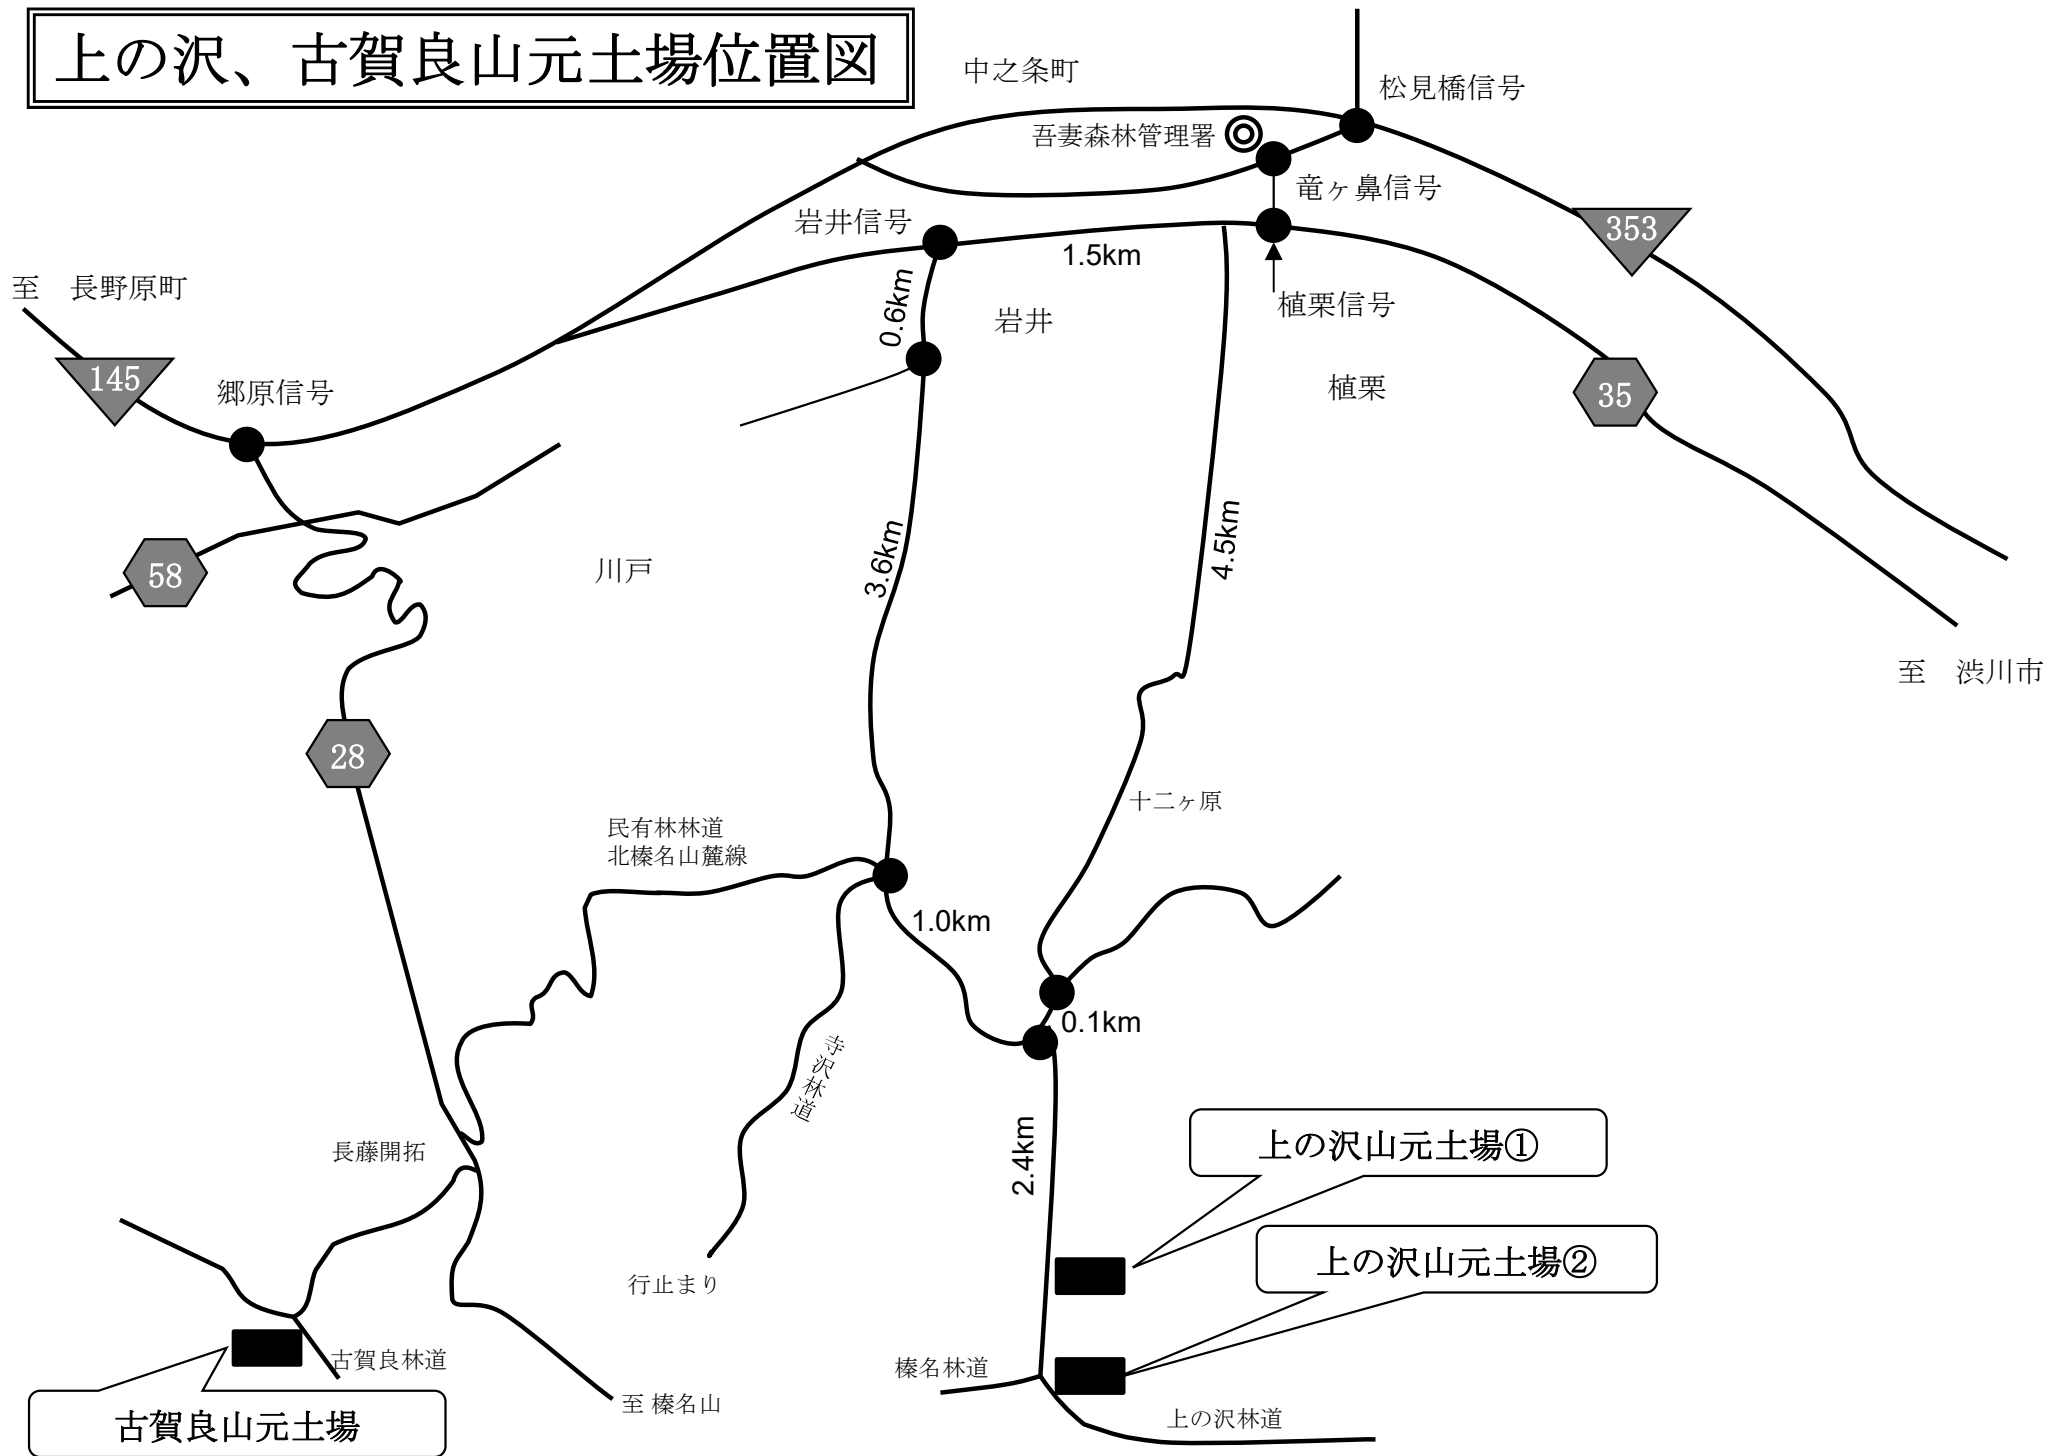 上の沢、古賀良山元土場位置図
中之条町
松見橋信号
吾妻森林管理署
竜ヶ鼻信号
岩井信号
353
1.5km
至　長野原町
0.6km
岩井
植栗信号
145
郷原信号
植栗
35
58
川戸
3.6km
4.5km
至　渋川市
28
十二ヶ原
民有林林道
北榛名山麓線
1.0km
0.1km
寺沢林道
長藤開拓
2.4km
上の沢山元土場①
上の沢山元土場②
行止まり
古賀良林道
榛名林道
至 榛名山
上の沢林道
古賀良山元土場